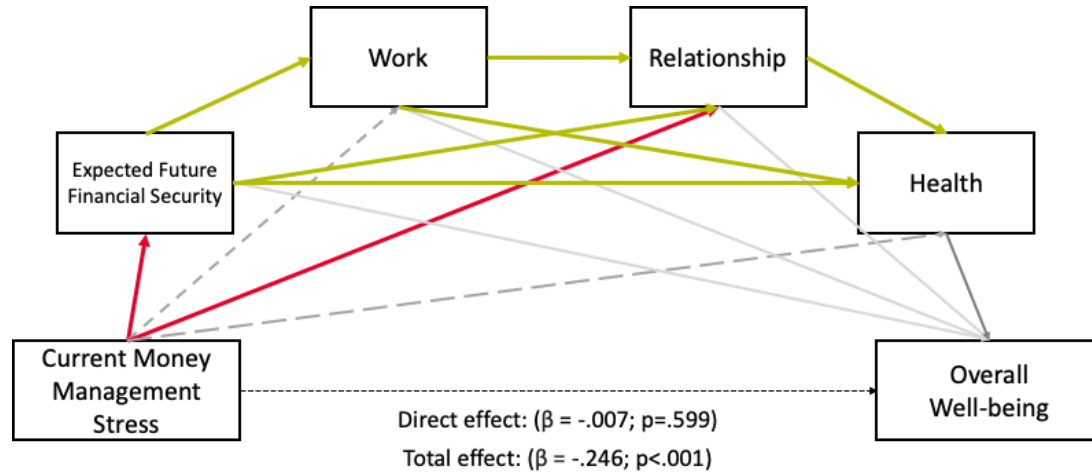 Work
Relationship
Expected Future
Financial Security
Health
Current Money
Management
Stress
Overall
Well-being
Direct effect: (β = -.007; p=.599)
Total effect: (β = -.246; p<.001)